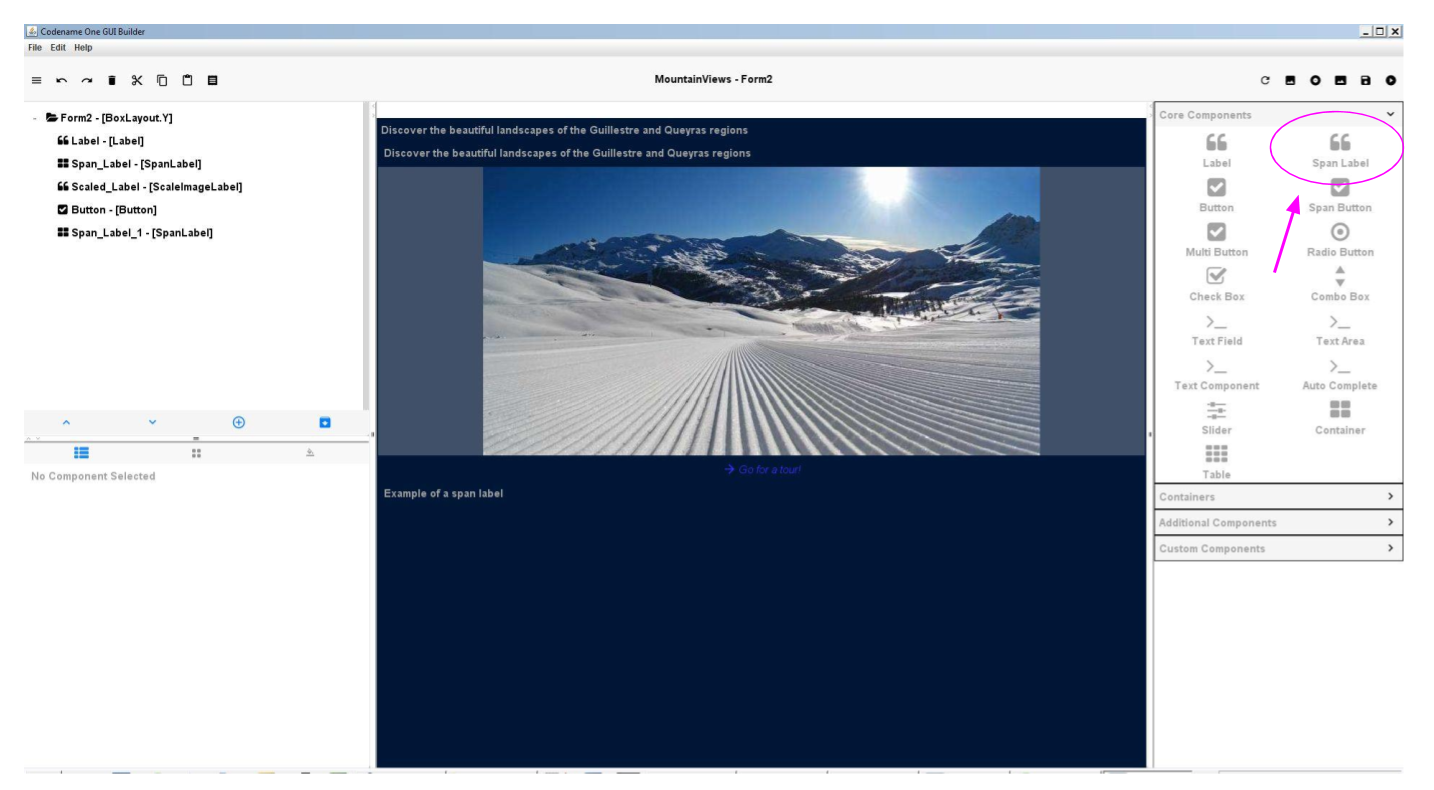 Codename One GUI Builder
File Edit Help
MountainViews - Form2
- Form2 - [BoxLayout.Y]
Label - [Label]
Span_Label - [SpanLabel]
Scaled_Label - [ScaleImageLabel]
Button - [Button]
Span_Label_1 - [SpanLabel]
No Component Selected
Discover the beautiful landscapes of the Guillestre and Queyras regions
Discover the beautiful landscapes of the Guillestre and Queyras regions
Go for a tour!
Example of a span label
Core Components
Label Span Label
Button Span Button
Multi Button Radio Button
Check Box Combo Box
Text Field Text Area
Text Component Auto Complete
Slider Container
Table
Containers
Additional Components
Custom Components